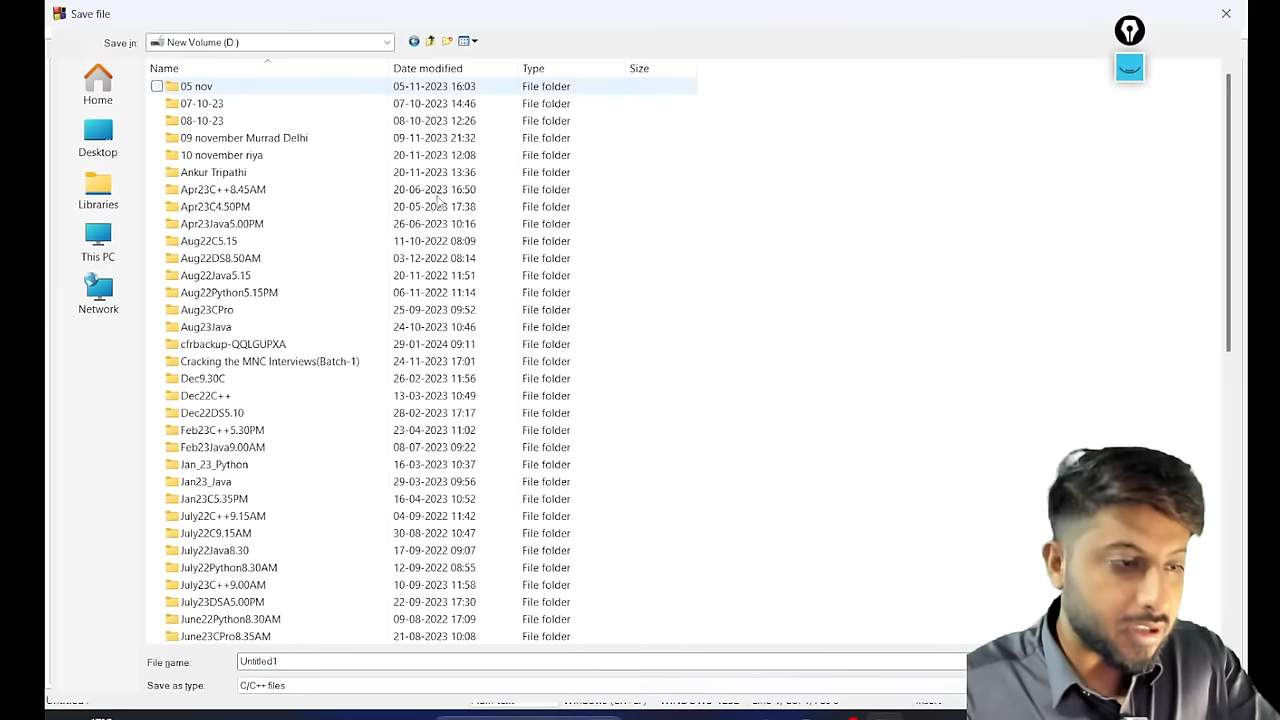 Save file
Save in: New Volume (D:)
Name Date modified Type Size
05 nov 05-11-2023 16:03 File folder
07-10-23 07-10-2023 14:46 File folder
08-10-23 08-10-2023 12:26 File folder
09 november Murrad Delhi 09-11-2023 21:32 File folder
10 november riya 20-11-2023 12:08 File folder
Ankur Tripathi 20-11-2023 13:36 File folder
Apr23C++8.45AM 20-06-2023 16:50 File folder
Apr23C4.50PM 20-05-2023 17:38 File folder
Apr23Java5.00PM 26-06-2023 10:16 File folder
Aug22C5.15 11-10-2022 08:09 File folder
Aug22DS8.50AM 03-12-2022 08:14 File folder
Aug22Java5.15 20-11-2022 11:51 File folder
Aug22Python5.15PM 06-11-2022 11:14 File folder
Aug23CPro 25-09-2023 09:52 File folder
Aug23Java 24-10-2023 10:46 File folder
cfrbackup-QQLGUPXA 29-01-2024 09:11 File folder
Cracking the MNC Interviews(Batch-1) 24-11-2023 17:01 File folder
Dec9.30C 26-02-2023 11:56 File folder
Dec22C++ 13-03-2023 10:49 File folder
Dec22DS5.10 28-02-2023 17:17 File folder
Feb23C++5.30PM 23-04-2023 11:02 File folder
Feb23Java9.00AM 08-07-2023 09:22 File folder
Jan_23_Python 16-03-2023 10:37 File folder
Jan23_Java 29-03-2023 09:56 File folder
Jan23C5.35PM 16-04-2023 10:52 File folder
July22C++9.15AM 04-09-2022 11:42 File folder
July22C9.15AM 30-08-2022 10:47 File folder
July22Java8.30 17-09-2022 09:07 File folder
July22Python8.30AM 12-09-2022 08:55 File folder
July23C++9.00AM 10-09-2023 11:58 File folder
July23DSA5.00PM 22-09-2023 17:30 File folder
June22Python8.30AM 09-08-2022 17:09 File folder
June23CPro8.35AM 21-08-2023 10:08 File folder
Home
Desktop
Libraries
This PC
Network
File name: Untitled1
Save as type: C/C++ files